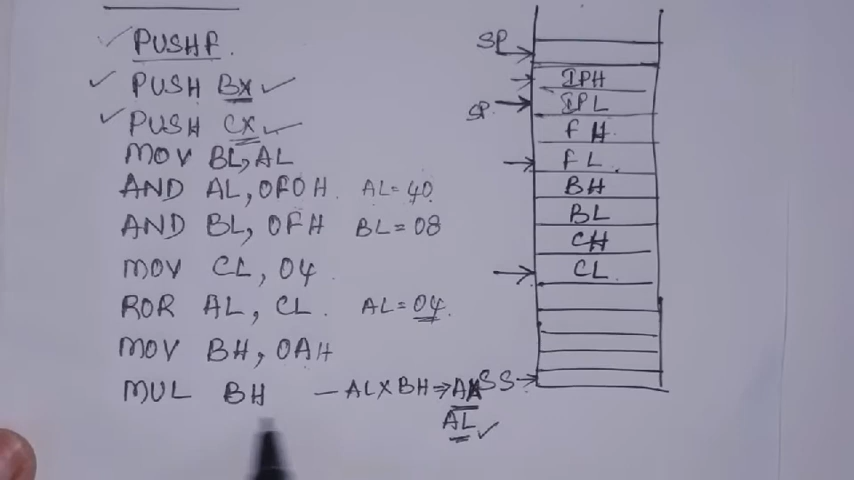 PUSHF.
PUSH BX
PUSH CX
MOV BL,AL
AND AL, 0F0H. AL=40
AND BL, 0FH BL=08
MOV CL, 04
ROR AL, CL. AL=04.
MOV BH, 0AH
MUL BH — ALXBH⇒AX
AL
SP
IPH
SP.
IPL
FH
FL.
BH
BL
CH
CL
SS